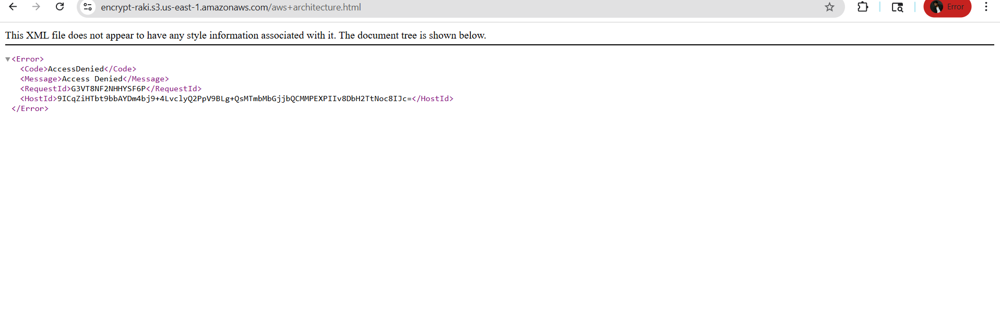 encrypt-raki.s3.us-east-1.amazonaws.com/aws+architecture.html
Error
This XML file does not appear to have any style information associated with it. The document tree is shown below.
▼<Error>
<Code>AccessDenied</Code>
<Message>Access Denied</Message>
<RequestId>G3VT8NF2NHHYSF6P</RequestId>
<HostId>9ICqZiHTbt9bbAYDm4bj9+4LvclyQ2PpV9BLg+QsMTmbMbGjjbQCMMPEXPIIv8DbH2TtNoc8IJc=</HostId>
</Error>